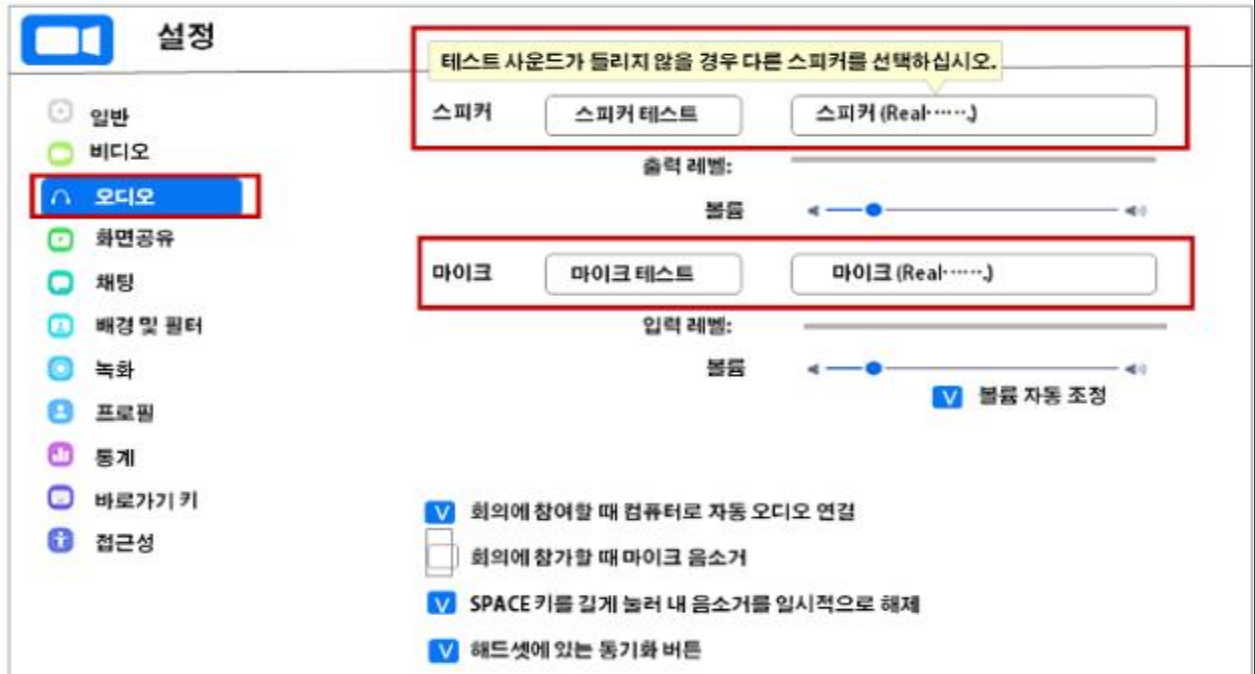 설정
일반
비디오
오디오
화면공유
채팅
배경 및 필터
녹화
프로필
통계
바로가기 키
접근성
테스트 사운드가 들리지 않을 경우 다른 스피커를 선택하십시오.
스피커 스피커 테스트 스피커 (Real……,)
출력 레벨:
볼륨
마이크 마이크 테스트 마이크 (Real……,)
입력 레벨:
볼륨
V 볼륨 자동 조정
V 회의에 참여할 때 컴퓨터로 자동 오디오 연결
회의에 참가할 때 마이크 음소거
V SPACE 키를 길게 눌러 내 음소거를 일시적으로 해제
V 해드셋에 있는 동기화 버튼